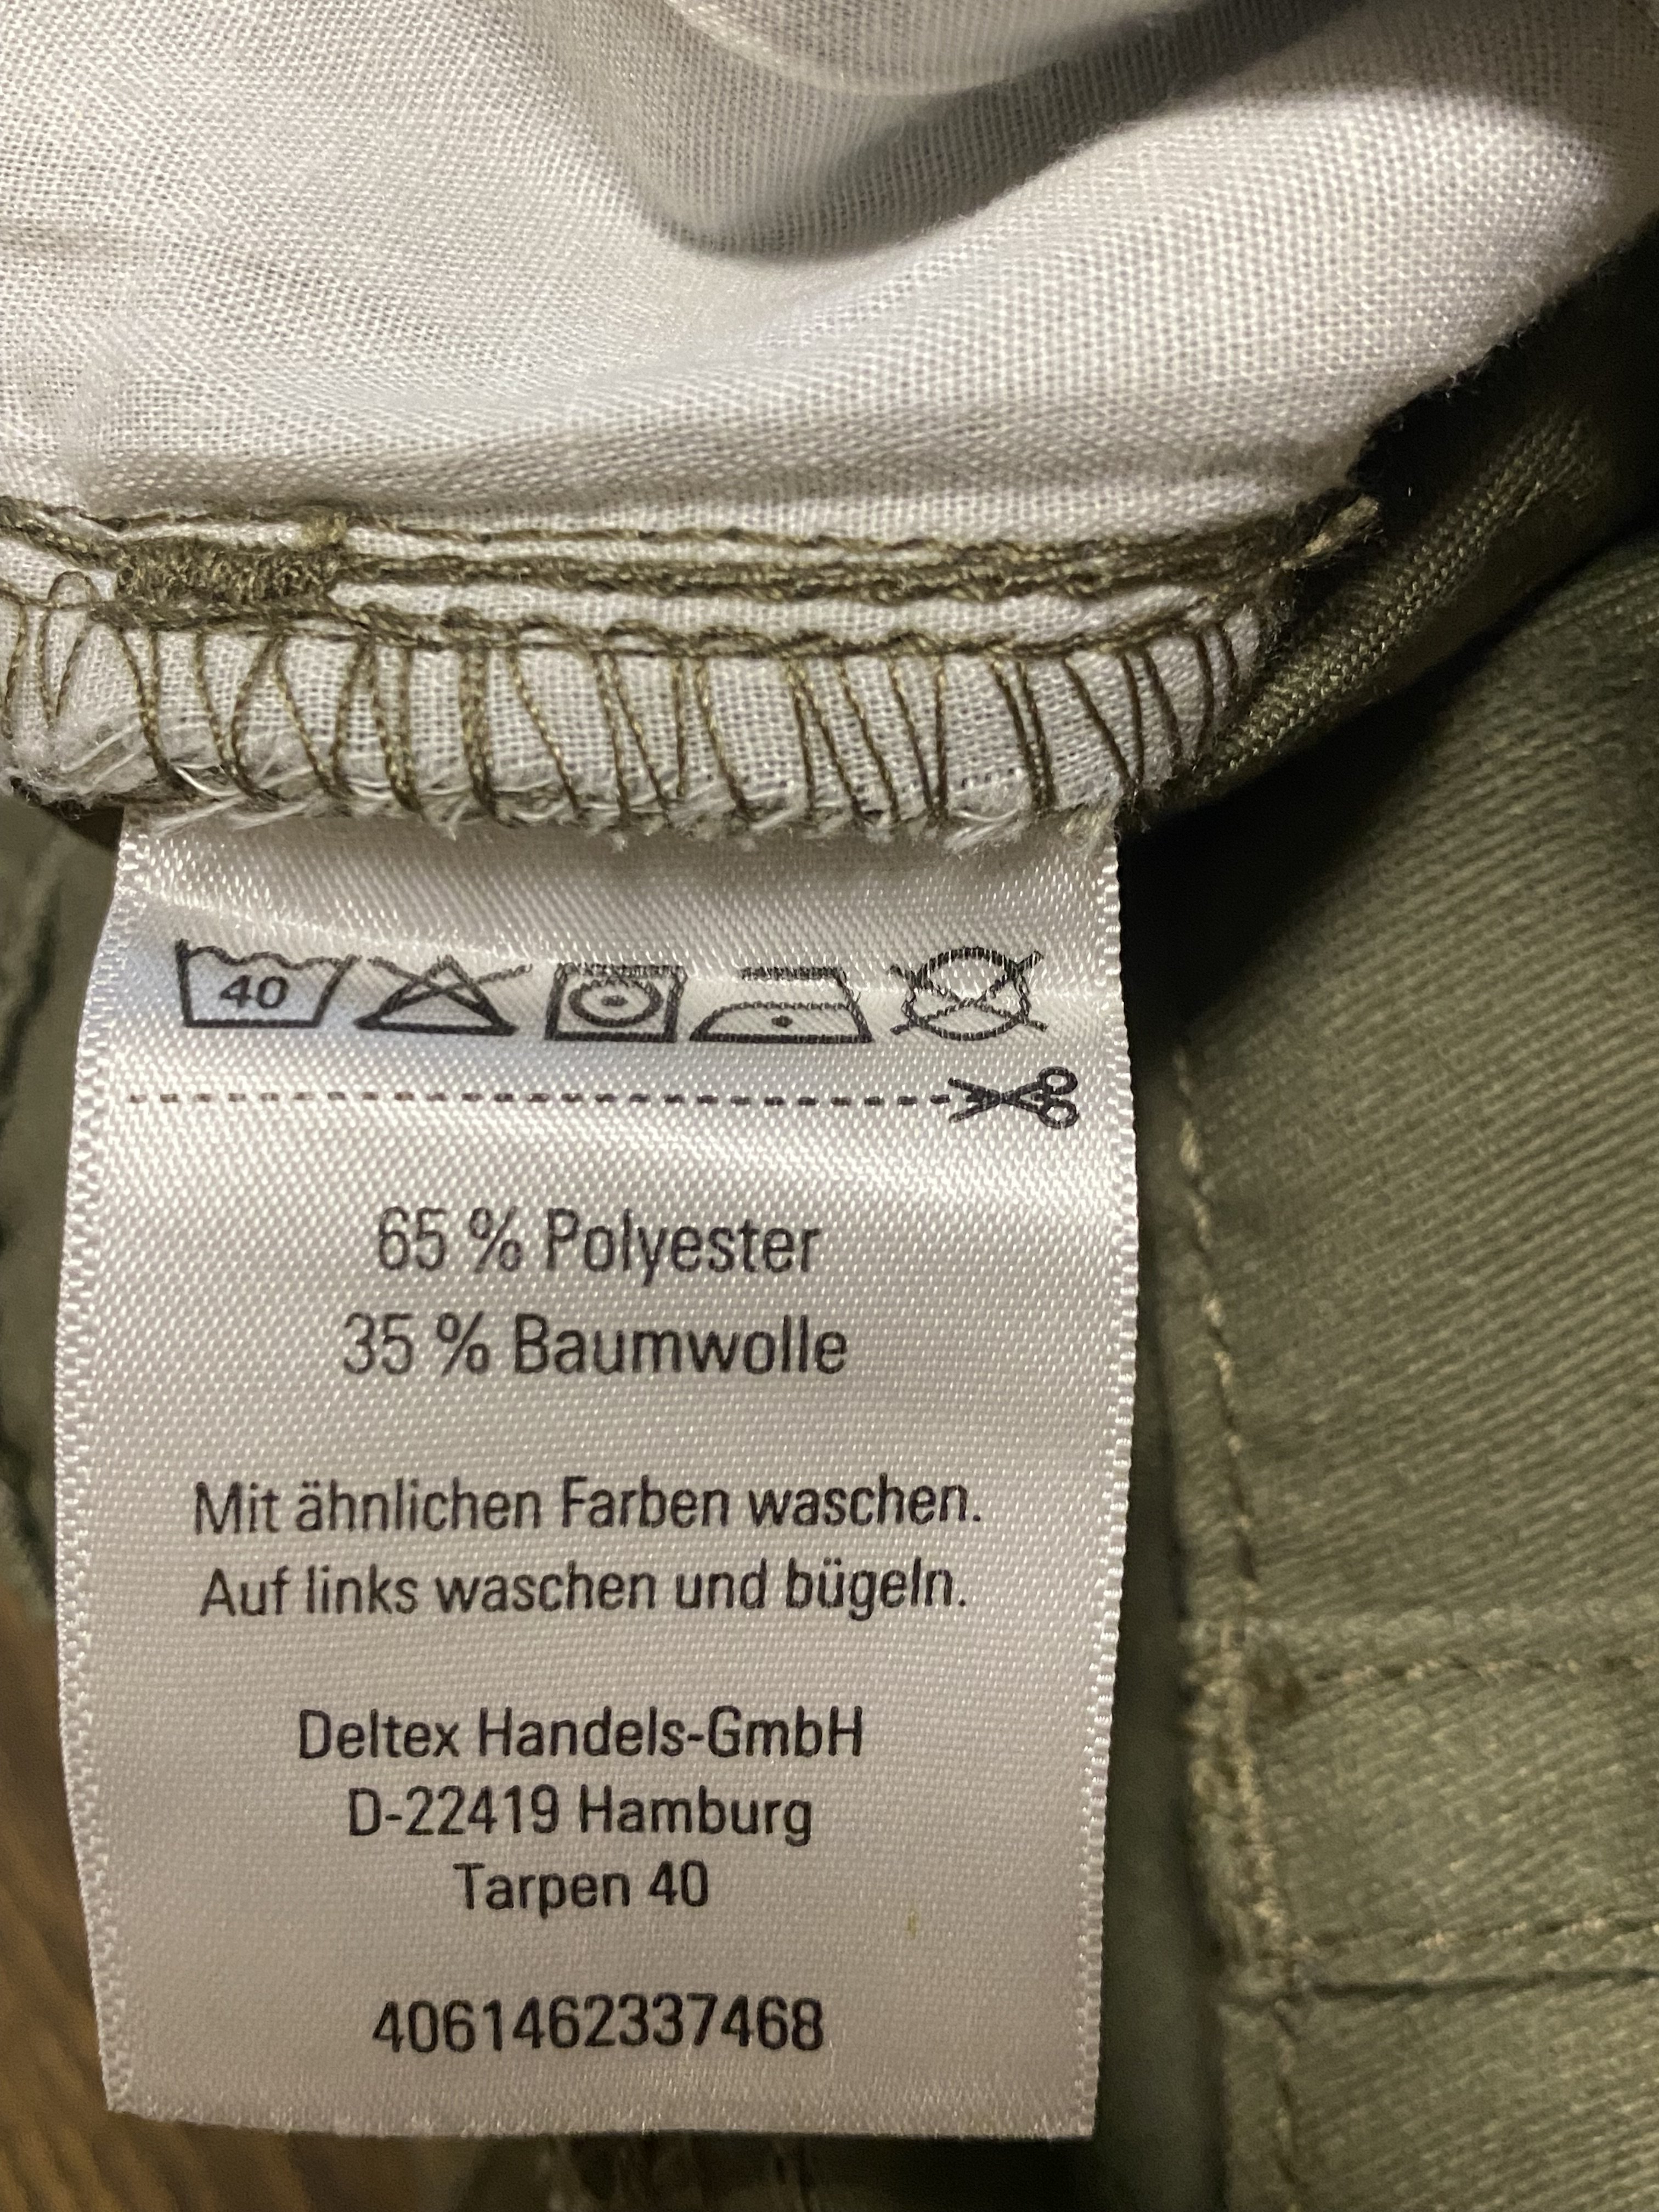 40
65 % Polyester
35 % Baumwolle
Mit ähnlichen Farben waschen.
Auf links waschen und bügeln.
Deltex Handels-GmbH
D-22419 Hamburg
Tarpen 40
4061462337468